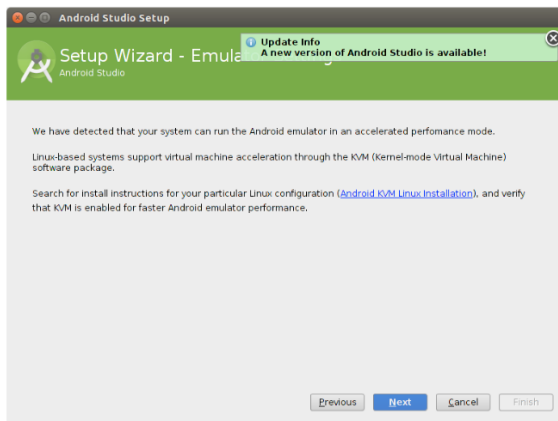 Android Studio Setup
Update Info
A new version of Android Studio is available!
Setup Wizard - Emula
Android Studio
We have detected that your system can run the Android emulator in an accelerated perfomance mode.
Linux-based systems support virtual machine acceleration through the KVM (Kernel-mode Virtual Machine)
software package.
Search for install instructions for your particular Linux configuration (Android KVM Linux Installation), and verify
that KVM is enabled for faster Android emulator performance.
Previous Next Cancel Finish